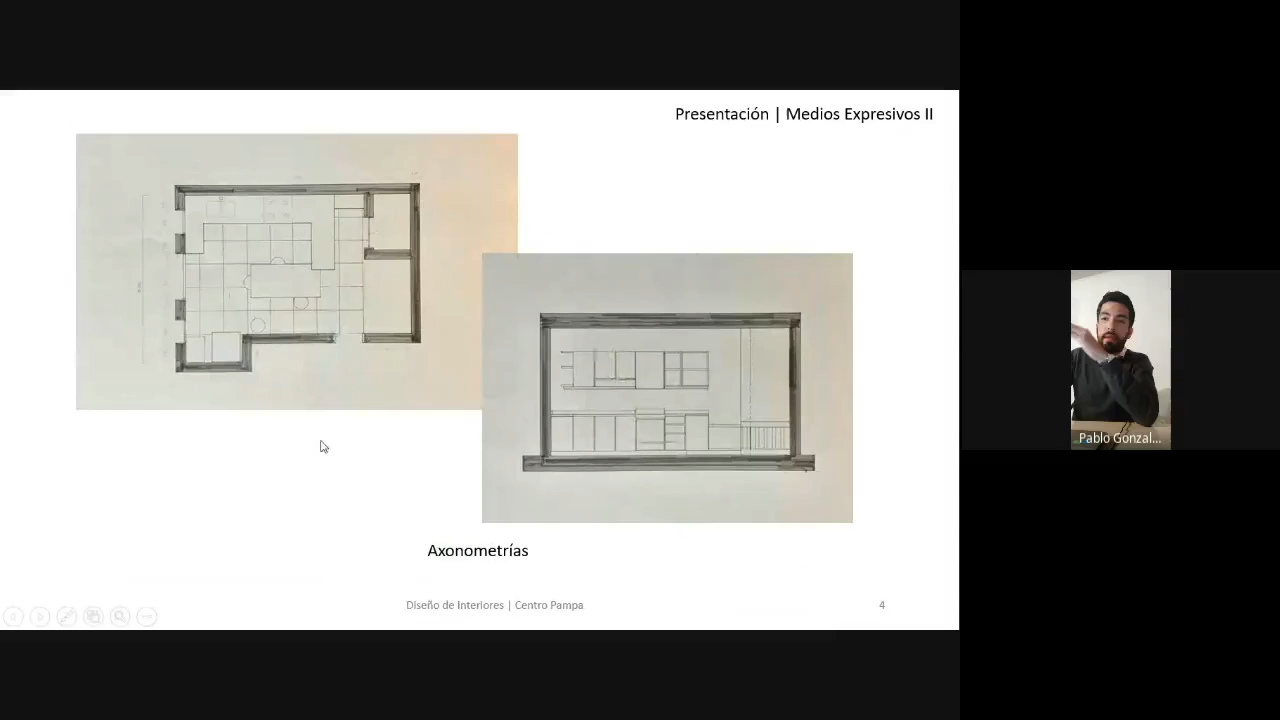 Presentación | Medios Expresivos II
Pablo Gonzal...
Axonometrías
Diseño de Interiores | Centro Pampa
4